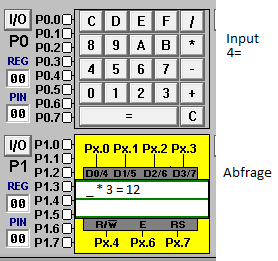 I/O P0.0 C D E F / Input
P0 P0.1 4=
P0.2 8 9 A B *
REG P0.3
00 P0.4 4 5 6 7 -
PIN P0.5
00 P0.6 0 1 2 3 +
P0.7 = C
I/O P1.0 Px.0 Px.1 Px.2 Px.3
P1 P1.1
P1.2 D0/4 D1/5 D2/6 D3/7 Abfrage
REG P1.3 _ * 3 = 12
00 P1.4
PIN P1.5
00 P1.6 R/W̅ E RS
P1.7 Px.4 Px.6 Px.7